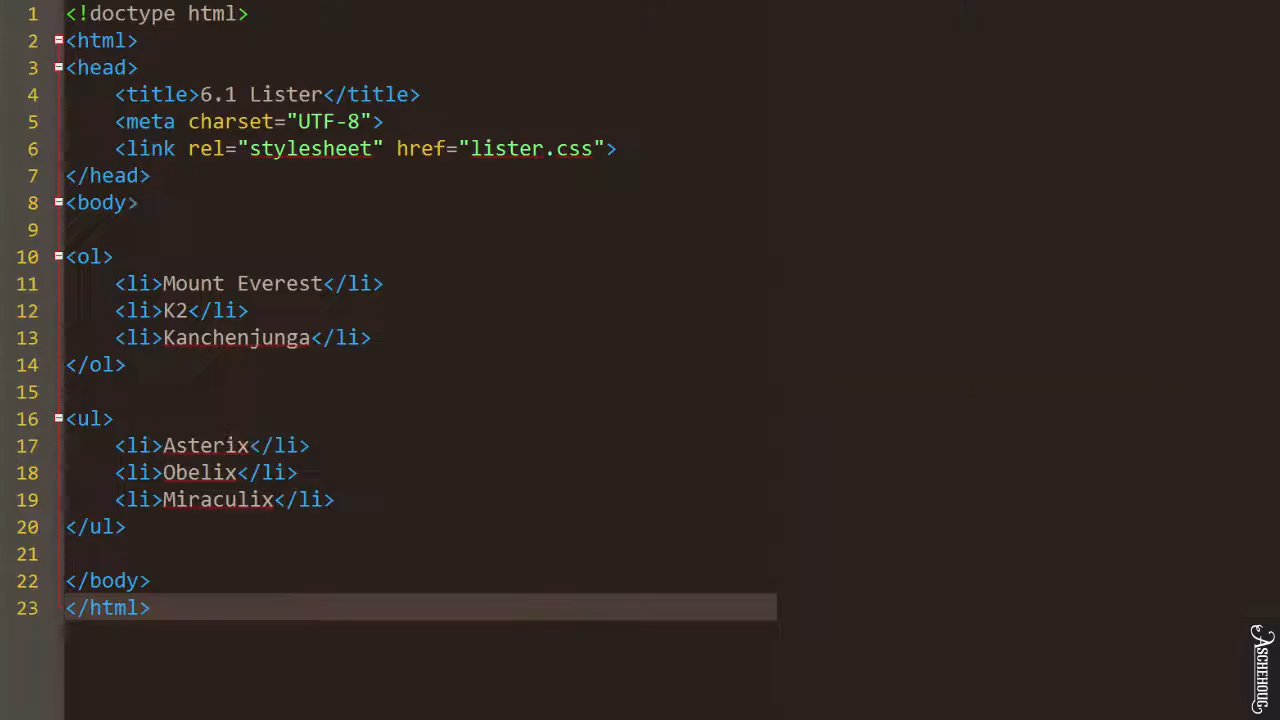 1 <!doctype html>
2 <html>
3 <head>
4     <title>6.1 Lister</title>
5     <meta charset="UTF-8">
6     <link rel="stylesheet" href="lister.css">
7 </head>
8 <body>
9
10 <ol>
11     <li>Mount Everest</li>
12     <li>K2</li>
13     <li>Kanchenjunga</li>
14 </ol>
15
16 <ul>
17     <li>Asterix</li>
18     <li>Obelix</li>
19     <li>Miraculix</li>
20 </ul>
21
22 </body>
23 </html>
ASCHEHOUG